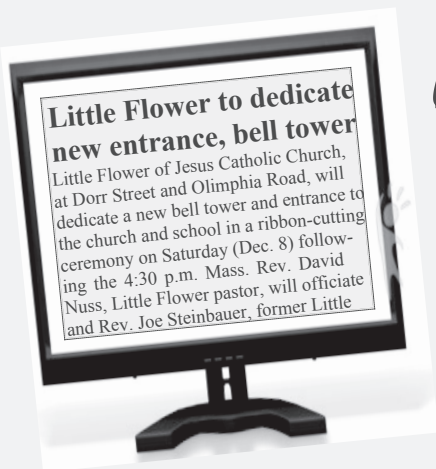 Little Flower to dedicate
new entrance, bell tower
Little Flower of Jesus Catholic Church,
at Dorr Street and Olimphia Road, will
dedicate a new bell tower and entrance to
the church and school in a ribbon-cutting
ceremony on Saturday (Dec. 8) follow-
ing the 4:30 p.m. Mass. Rev. David
Nuss, Little Flower pastor, will officiate
and Rev. Joe Steinbauer, former Little